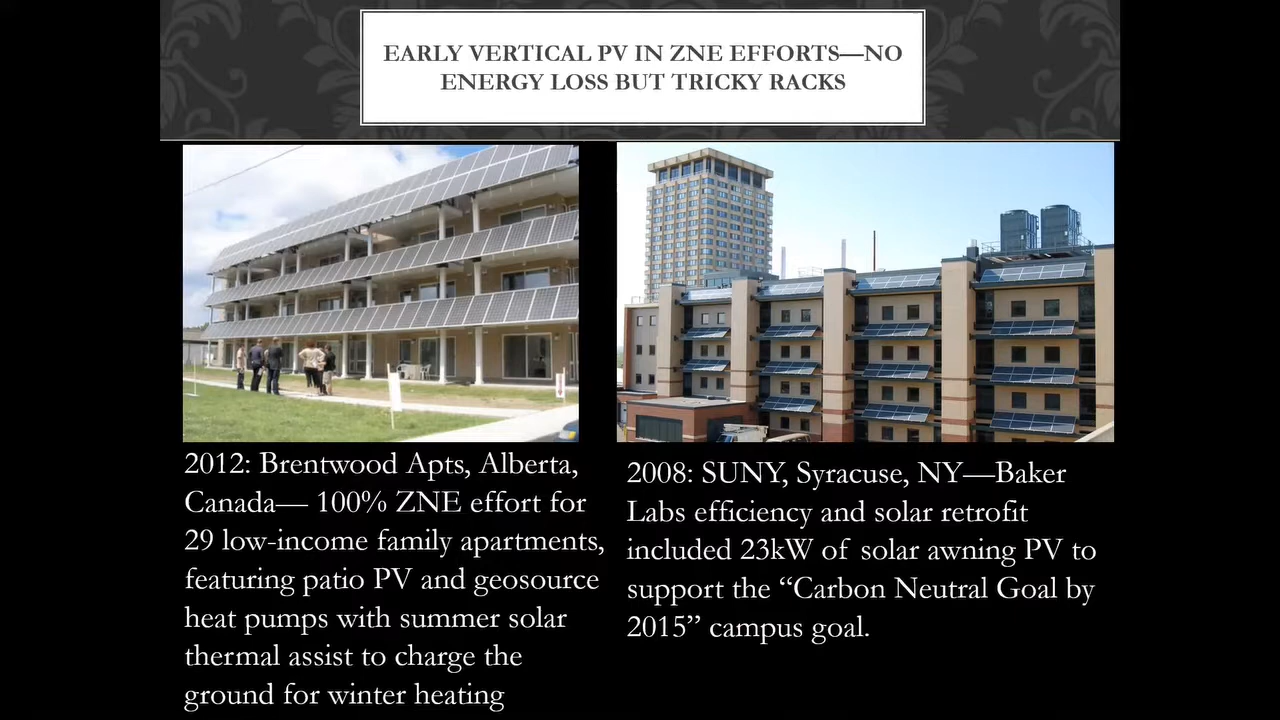 EARLY VERTICAL PV IN ZNE EFFORTS—NO
ENERGY LOSS BUT TRICKY RACKS
2012: Brentwood Apts, Alberta,
Canada— 100% ZNE effort for
29 low-income family apartments,
featuring patio PV and geosource
heat pumps with summer solar
thermal assist to charge the
ground for winter heating
2008: SUNY, Syracuse, NY—Baker
Labs efficiency and solar retrofit
included 23kW of solar awning PV to
support the “Carbon Neutral Goal by
2015” campus goal.